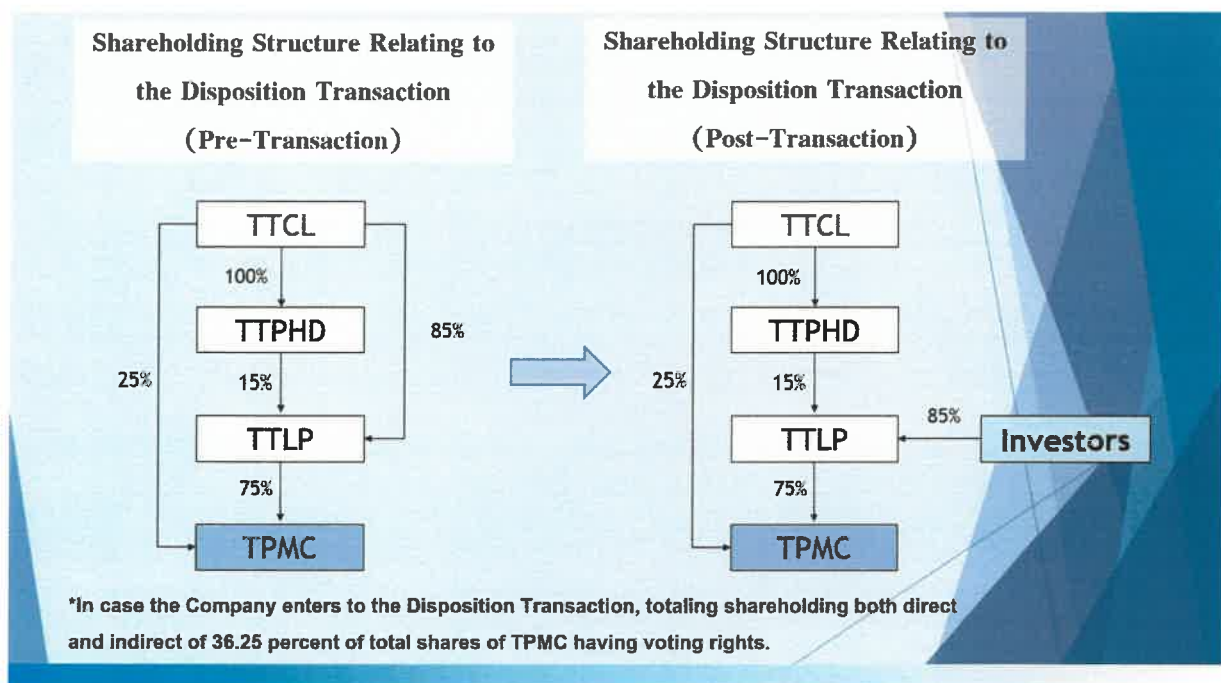 Shareholding Structure Relating to
the Disposition Transaction
(Pre-Transaction)
Shareholding Structure Relating to
the Disposition Transaction
(Post-Transaction)
TTCL
100%
TTPHD
85%
25%
15%
TTLP
75%
TPMC
TTCL
100%
TTPHD
25%
15%
85%
TTLP
Investors
75%
TPMC
*In case the Company enters to the Disposition Transaction, totaling shareholding both direct
and indirect of 36.25 percent of total shares of TPMC having voting rights.